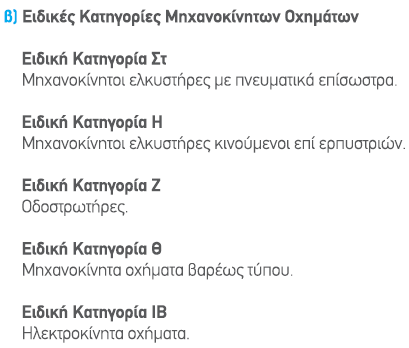 β) Ειδικές Κατηγορίες Μηχανοκίνητων Οχημάτων
Ειδική Κατηγορία Στ
Μηχανοκίνητοι ελκυστήρες με πνευματικά επίσωστρα.
Ειδική Κατηγορία Η
Μηχανοκίνητοι ελκυστήρες κινούμενοι επί ερπυστριών.
Ειδική Κατηγορία Ζ
Οδοστρωτήρες.
Ειδική Κατηγορία Θ
Μηχανοκίνητα οχήματα βαρέως τύπου.
Ειδική Κατηγορία ΙΒ
Ηλεκτροκίνητα οχήματα.